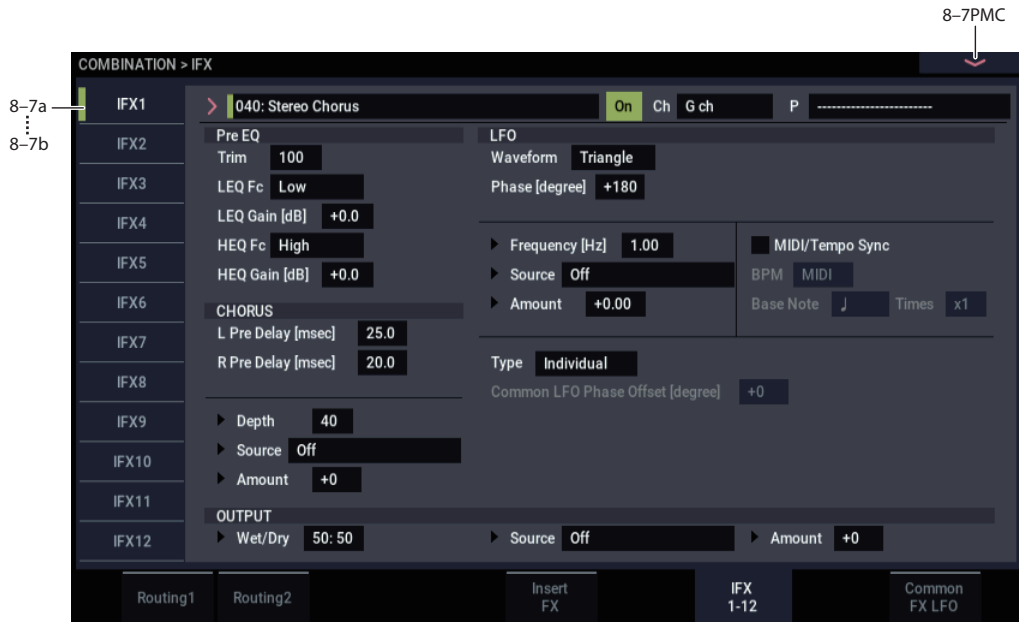 8–7PMC
COMBINATION > IFX
8–7a
8–7b
IFX1
IFX2
IFX3
IFX4
IFX5
IFX6
IFX7
IFX8
IFX9
IFX10
IFX11
IFX12
040: Stereo Chorus On Ch G ch P ------------------------
Pre EQ
Trim 100
LEQ Fc Low
LEQ Gain [dB] +0.0
HEQ Fc High
HEQ Gain [dB] +0.0
CHORUS
L Pre Delay [msec] 25.0
R Pre Delay [msec] 20.0
Depth 40
Source Off
Amount +0
LFO
Waveform Triangle
Phase [degree] +180
Frequency [Hz] 1.00
Source Off
Amount +0.00
MIDI/Tempo Sync
BPM MIDI
Base Note ♩ Times x1
Type Individual
Common LFO Phase Offset [degree] +0
OUTPUT
Wet/Dry 50: 50 Source Off Amount +0
Routing1
Routing2
Insert
FX
IFX
1-12
Common
FX LFO